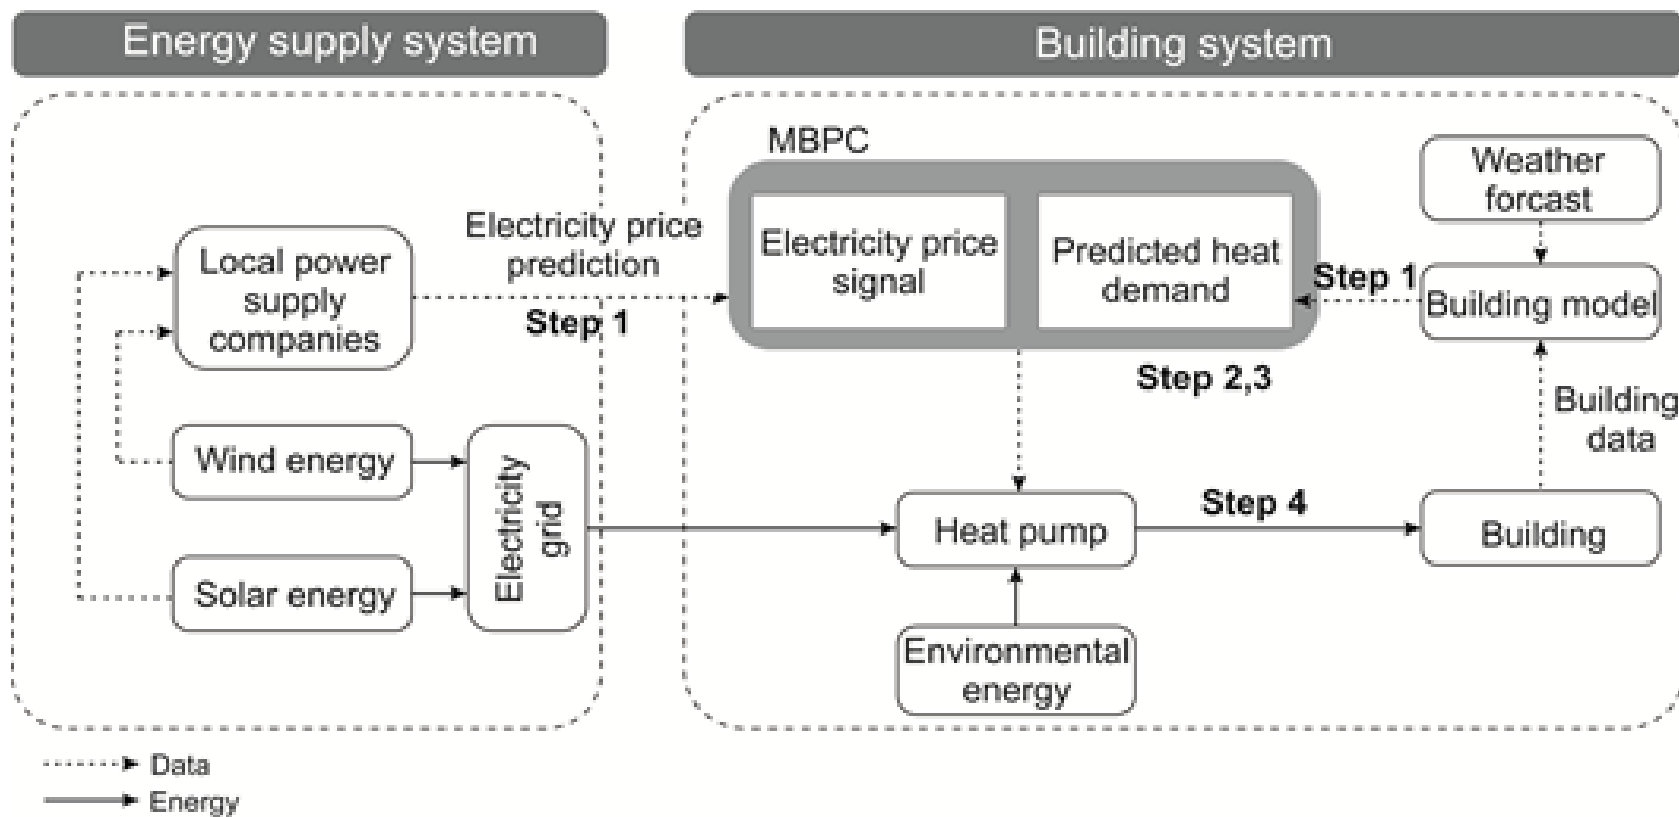 Energy supply system
Building system
MBPC
Weather
forcast
Electricity price
prediction
Step 1
Local power
supply
companies
Electricity price
signal
Predicted heat
demand
Step 1
Building model
Step 2,3
Building
data
Wind energy
Solar energy
Electricity
grid
Heat pump
Step 4
Building
Environmental
energy
Data
Energy